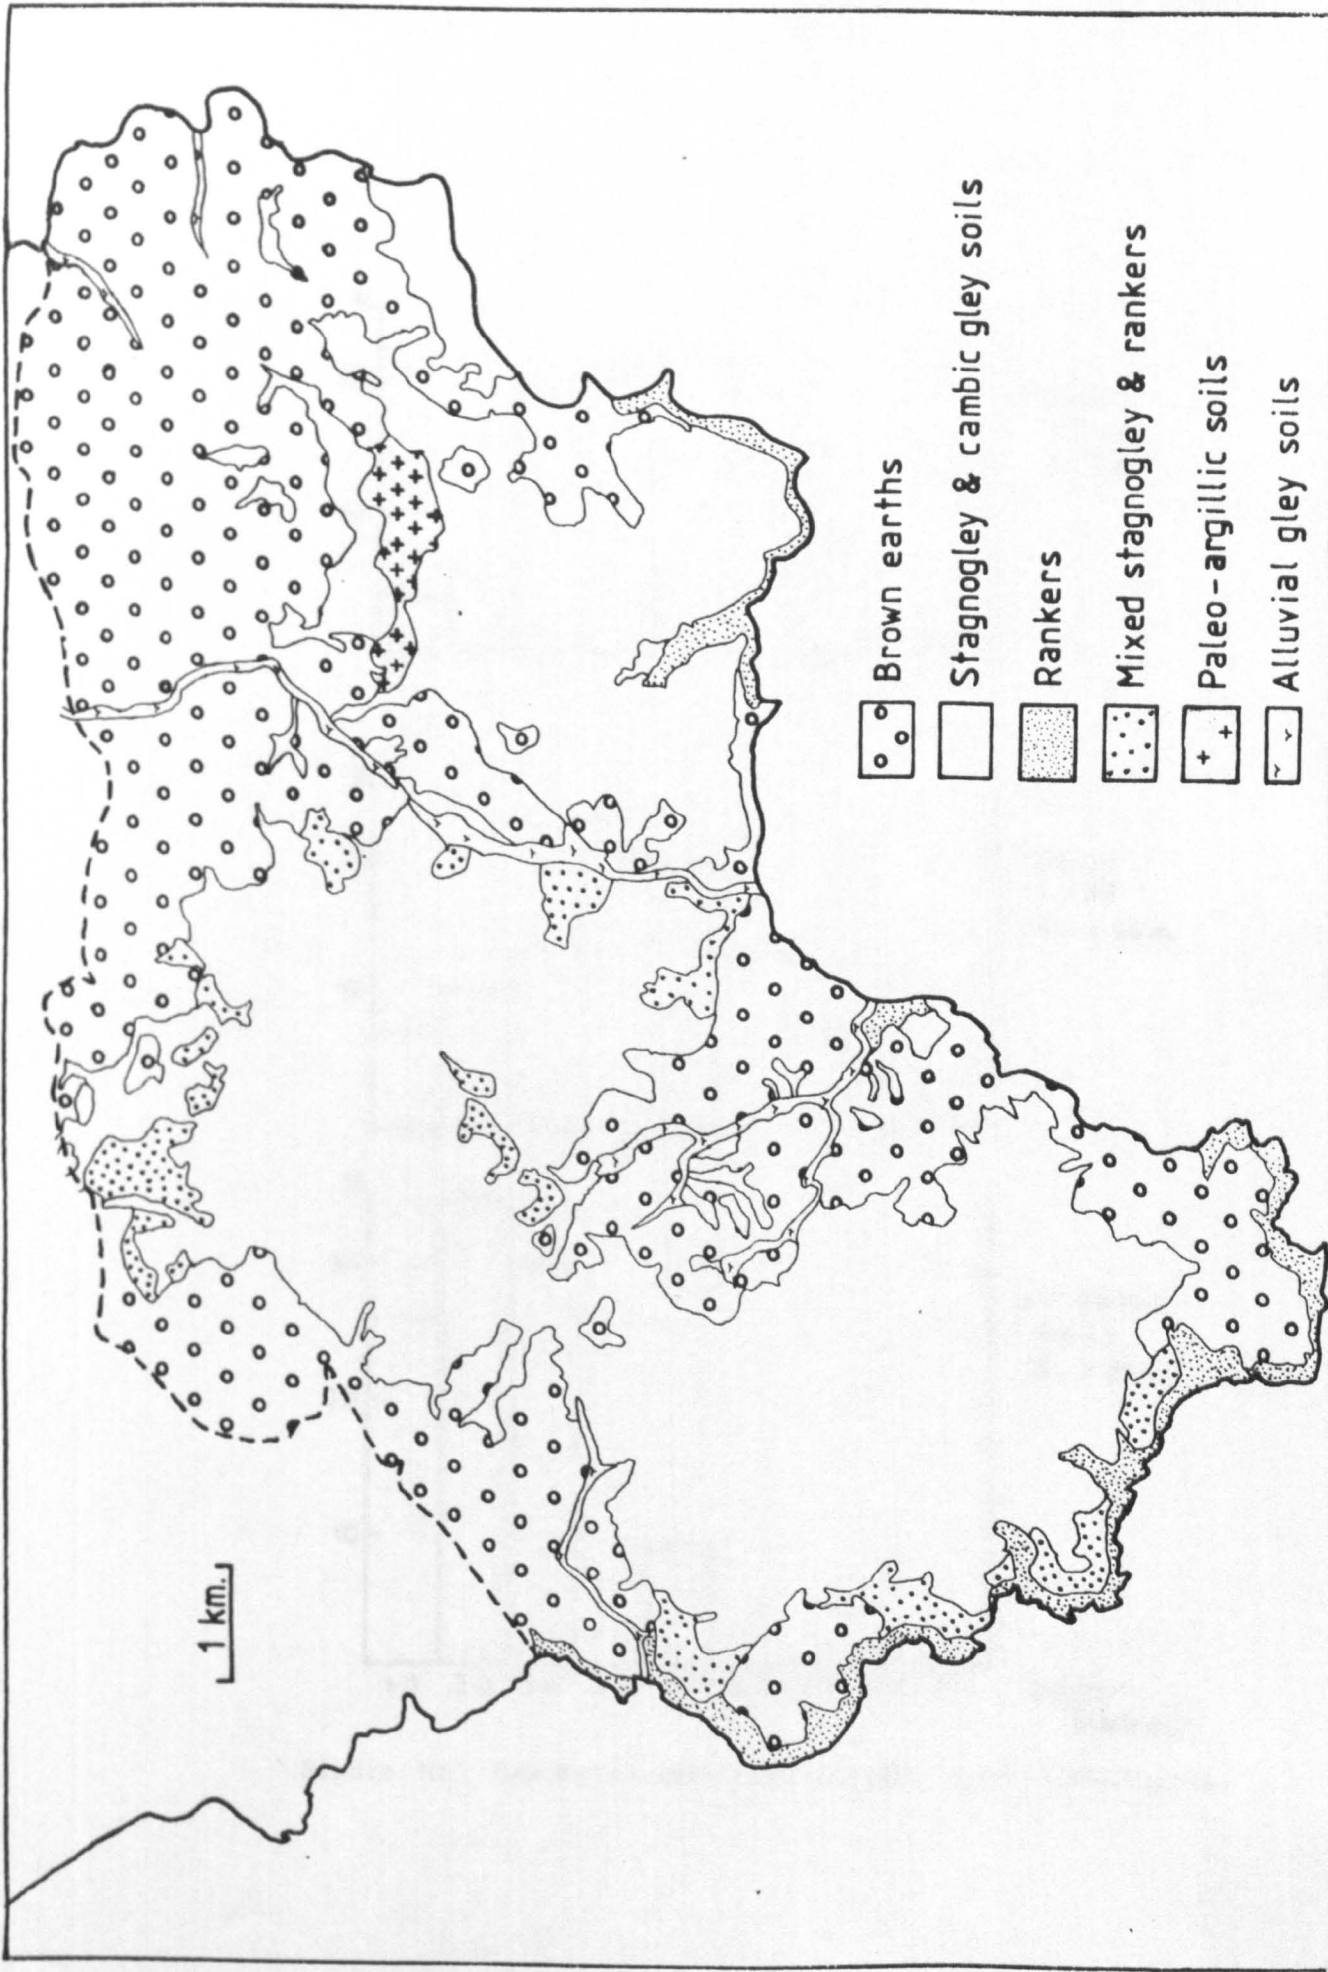 1 km.
Brown earths
Stagnogley & cambic gley soils
Rankers
Mixed stagnogley & rankers
Paleo-argillic soils
Alluvial gley soils